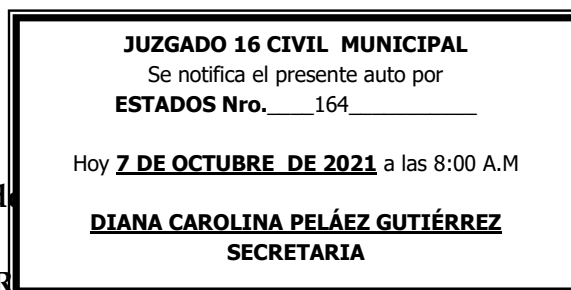 JUZGADO 16 CIVIL MUNICIPAL
Se notifica el presente auto por
ESTADOS Nro.____164___________
Hoy 7 DE OCTUBRE DE 2021 a las 8:00 A.M
DIANA CAROLINA PELÁEZ GUTIÉRREZ
SECRETARIA